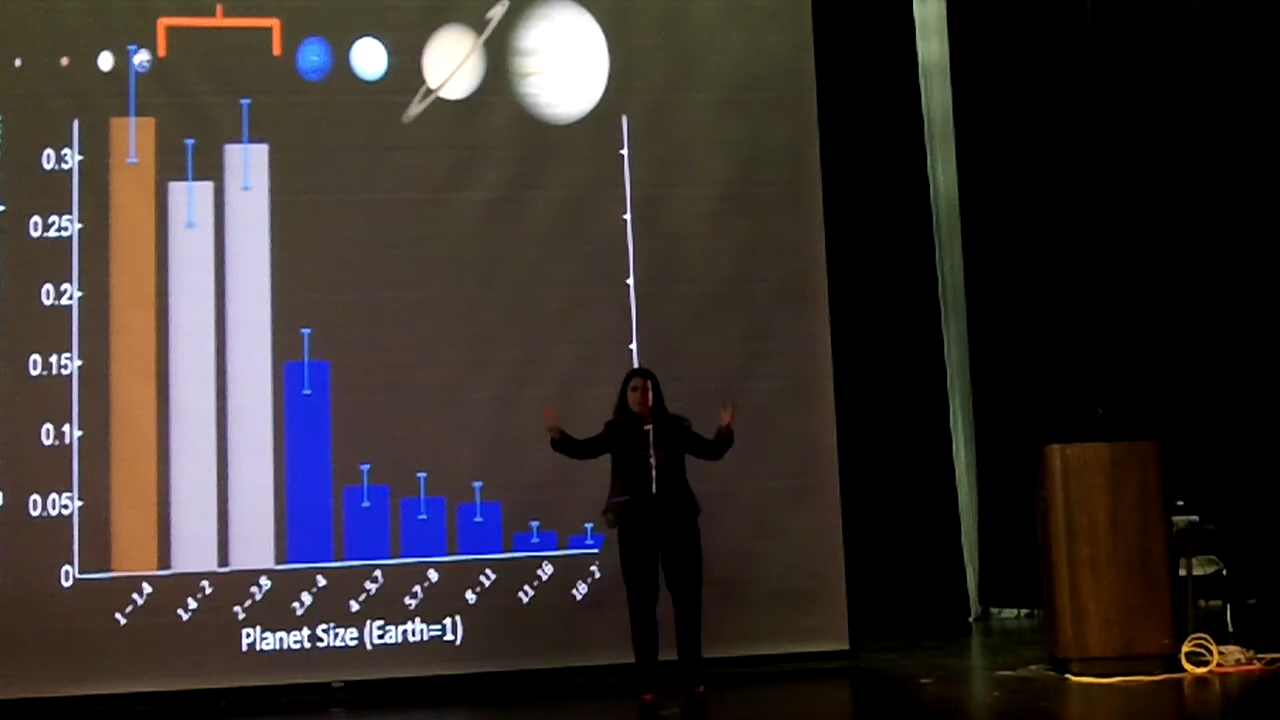 0.3
0.25
0.2
0.15
0.1
0.05
0
1 – 1.4
1.4 - 2
2 – 2.8
2.8 - 4
4 – 5.7
5.7 - 8
8 - 11
11 - 16
Planet Size (Earth=1)